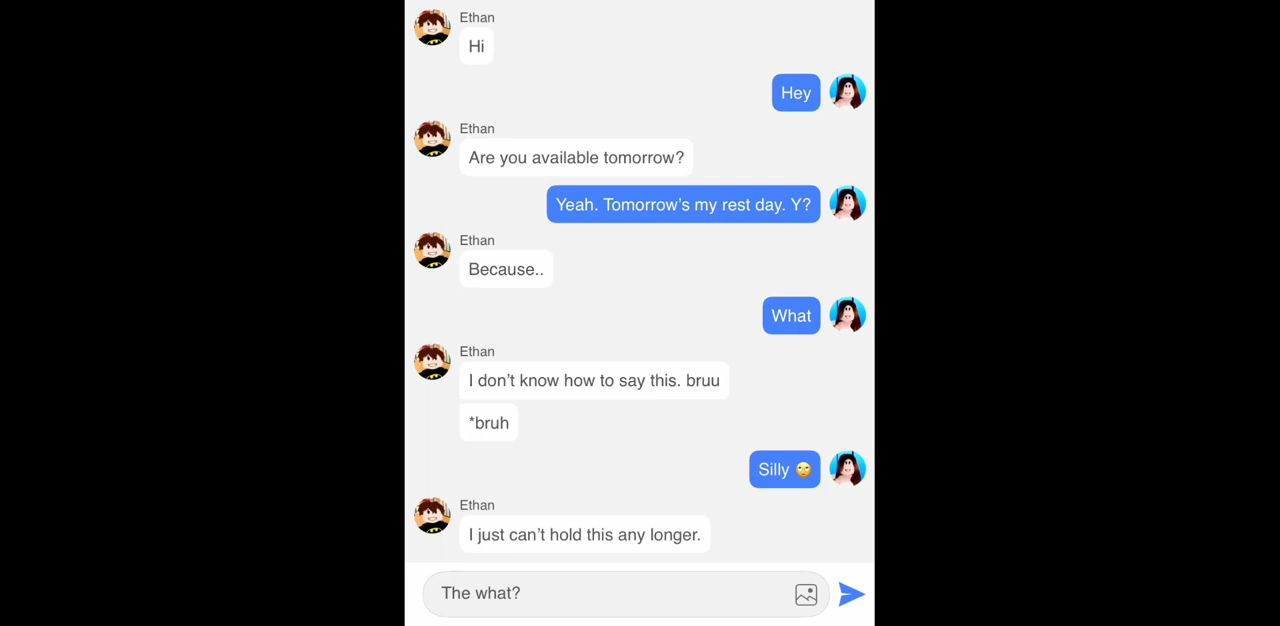 Ethan
Hi
Hey
Ethan
Are you available tomorrow?
Yeah. Tomorrow’s my rest day. Y?
Ethan
Because..
What
Ethan
I don’t know how to say this. bruu
*bruh
Silly 🙄
Ethan
I just can’t hold this any longer.
The what?